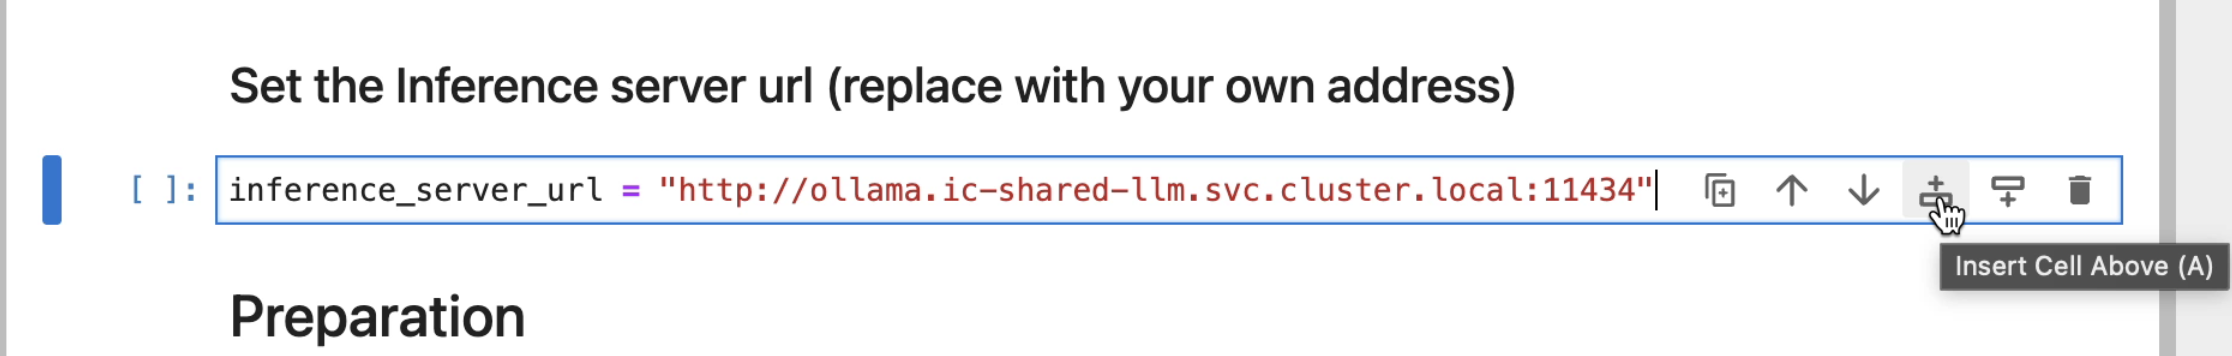 Set the Inference server url (replace with your own address)
[ ]: inference_server_url = "http://ollama.ic-shared-llm.svc.cluster.local:11434"
Insert Cell Above (A)
Preparation